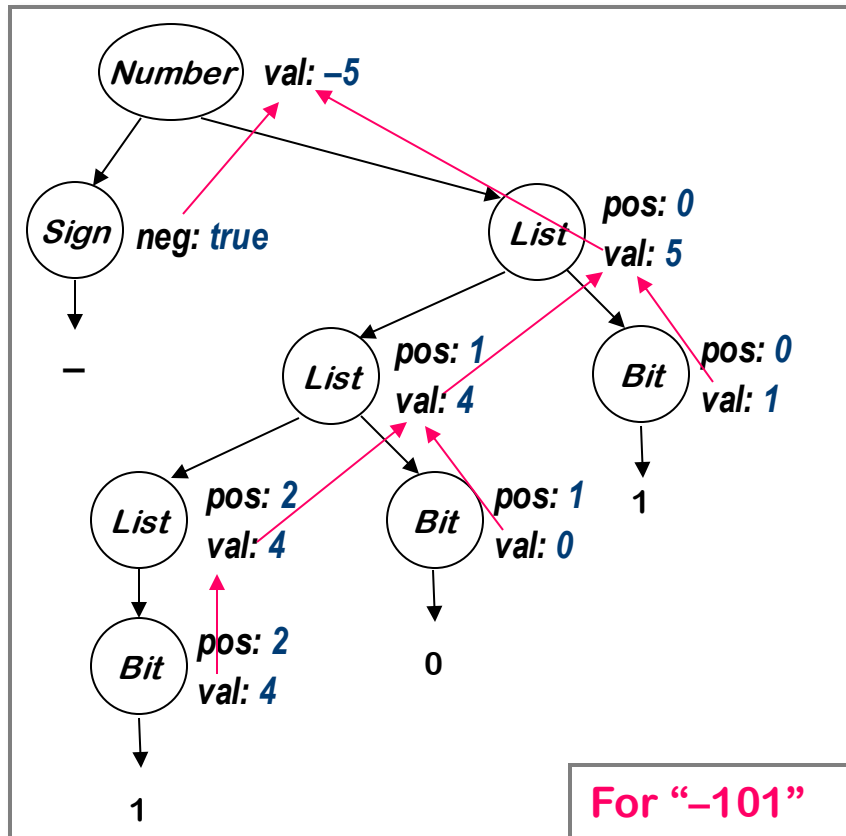 Number
val: –5
Sign
neg: true
List
pos: 0
val: 5
–
List
pos: 1
val: 4
Bit
pos: 0
val: 1
List
pos: 2
val: 4
Bit
pos: 1
val: 0
1
Bit
pos: 2
val: 4
0
1
For “–101”